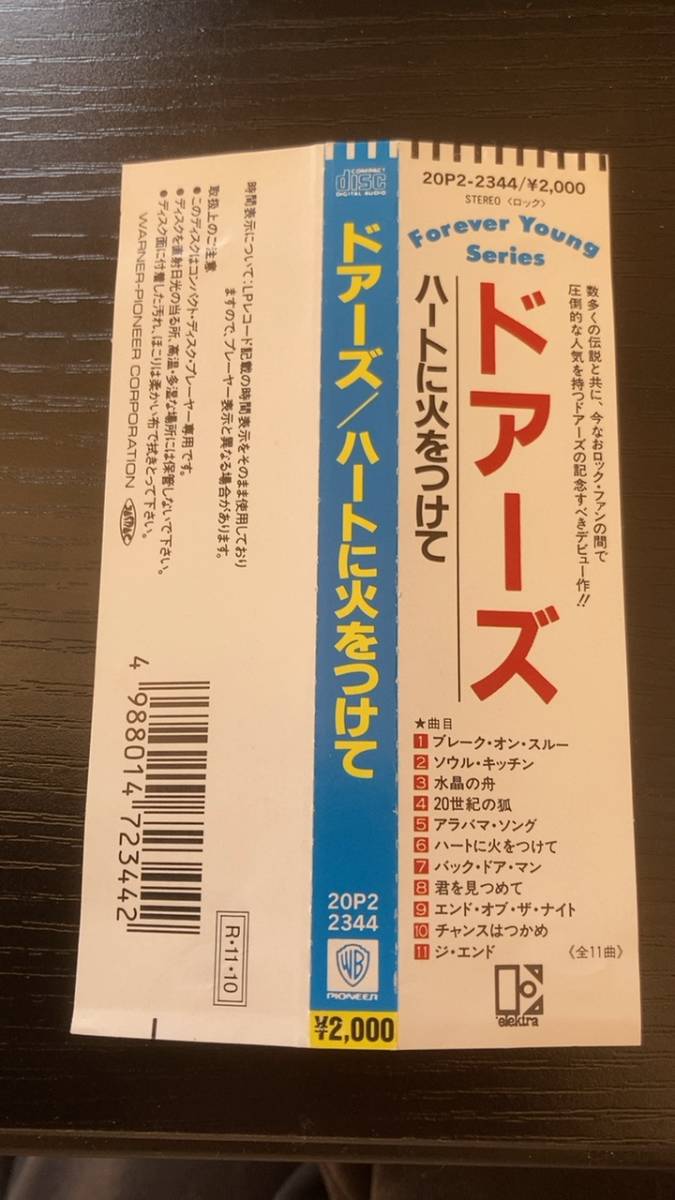 20P2-2344/¥2,000
STEREO〈ロック〉
Forever Young
Series
数多くの伝説と共に、今なおロック・ファンの間で
圧倒的な人気を持つドアーズの記念すべきデビュー作!!
ドアーズ
ハートに火をつけて
★曲目
1 ブレーク・オン・スルー
2 ソウル・キッチン
3 水晶の舟
4 20世紀の狐
5 アラバマ・ソング
6 ハートに火をつけて
7 バック・ドア・マン
8 君を見つめて
9 エンド・オブ・ザ・ナイト
10 チャンスはつかめ
11 ジ・エンド
《全11曲》
elektra
COMPACT
disc
DIGITAL AUDIO
ドアーズ/ハートに火をつけて
20P2
2344
WB
PIONEER
¥2,000
時間表示について:LPレコード記載の時間表示をそのまま使用しており
ますので、プレーヤー表示と異なる場合があります。
取扱上のご注意
●このディスクはコンパクト・ディスク・プレーヤー専用です。
●ディスクを直射日光の当る所、高温・多湿な場所には保管しないで下さい。
●ディスク面に付着した汚れ、ほこりは柔かい布で拭きとって下さい。
WARNER-PIONEER CORPORATION
JASRAC
4 988014 723442
R・11・10